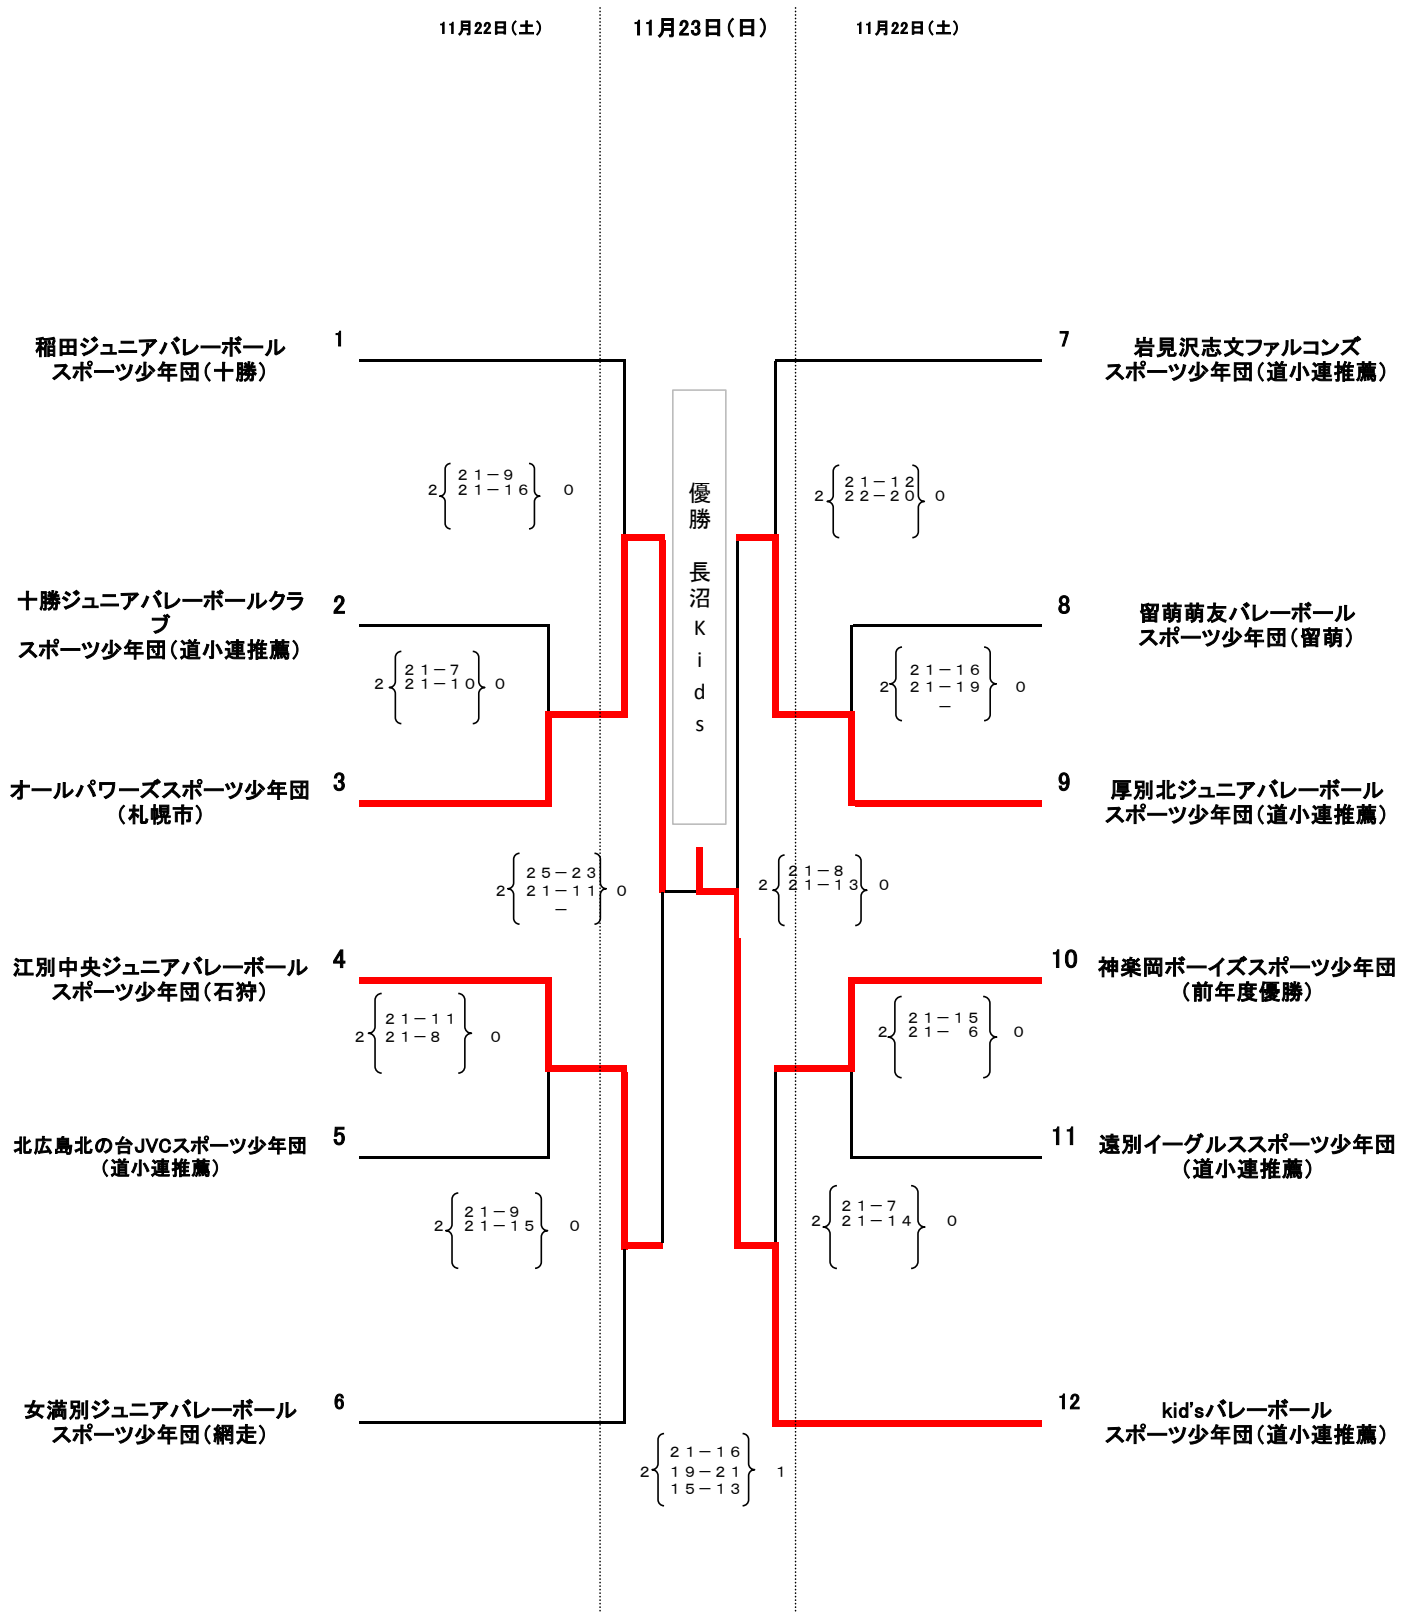 11月22日（土）
11月23日（日）
11月22日（土）
1
稲田ジュニアバレーボール
スポーツ少年団（十勝）
7
岩見沢志文ファルコンズ
スポーツ少年団（道小連推薦）
2 ２１－９ 0
２１－１６
2 ２１－１２ 0
２２－２０
優勝 長沼Kids
2
十勝ジュニアバレーボールクラ
ブ
スポーツ少年団（道小連推薦）
8
留萌萌友バレーボール
スポーツ少年団（留萌）
2 ２１－７ 0
２１－１０
2 ２１－１６ 0
２１－１９
－
3
オールパワーズスポーツ少年団
（札幌市）
9
厚別北ジュニアバレーボール
スポーツ少年団（道小連推薦）
2 ２５－２３ 0
２１－１１
－
2 ２１－８ 0
２１－１３
4
江別中央ジュニアバレーボール
スポーツ少年団（石狩）
10
神楽岡ボーイズスポーツ少年団
（前年度優勝）
2 ２１－１１ 0
２１－８
2 ２１－１５ 0
２１－　６
5
北広島北の台JVCスポーツ少年団
（道小連推薦）
11
遠別イーグルススポーツ少年団
（道小連推薦）
2 ２１－９ 0
２１－１５
2 ２１－７ 0
２１－１４
6
女満別ジュニアバレーボール
スポーツ少年団（網走）
12
kid'sバレーボール
スポーツ少年団（道小連推薦）
2 ２１－１６ 1
１９－２１
１５－１３